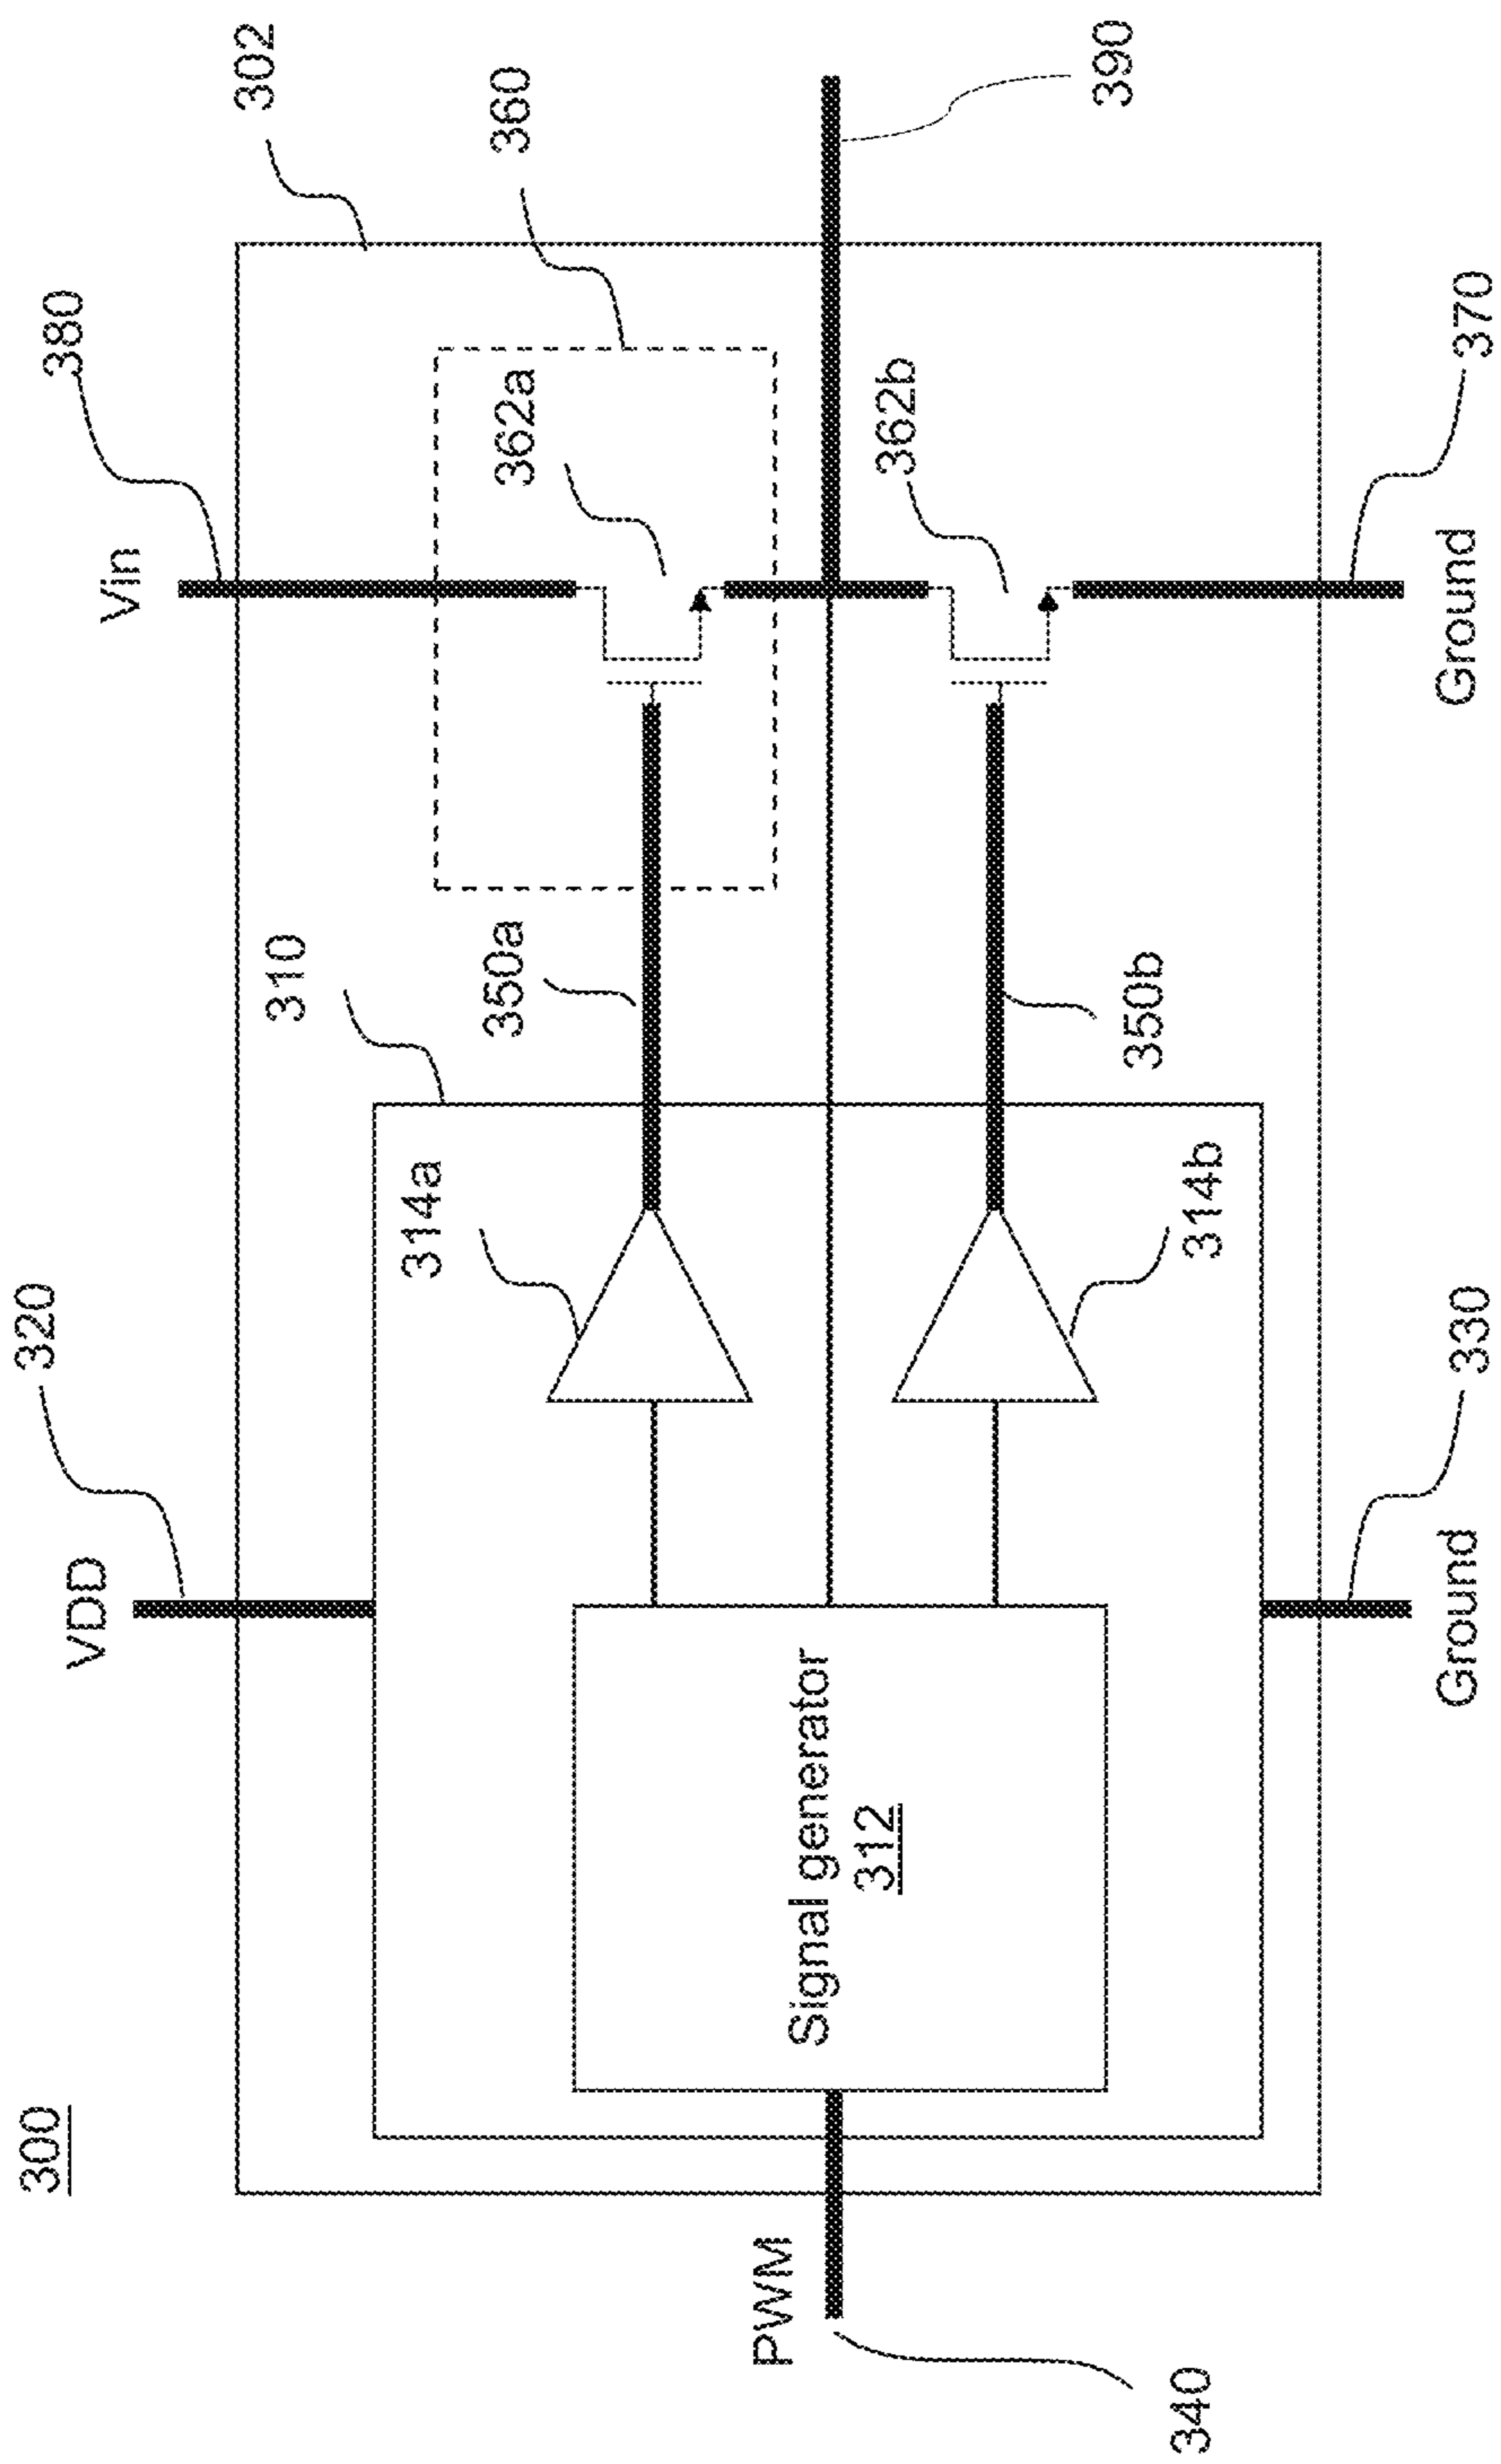 300
VDD
320
Vin
380
302
310
360
314a
350a
362a
Signal generator
312
PWM
340
314b
350b
362b
390
Ground
330
Ground
370